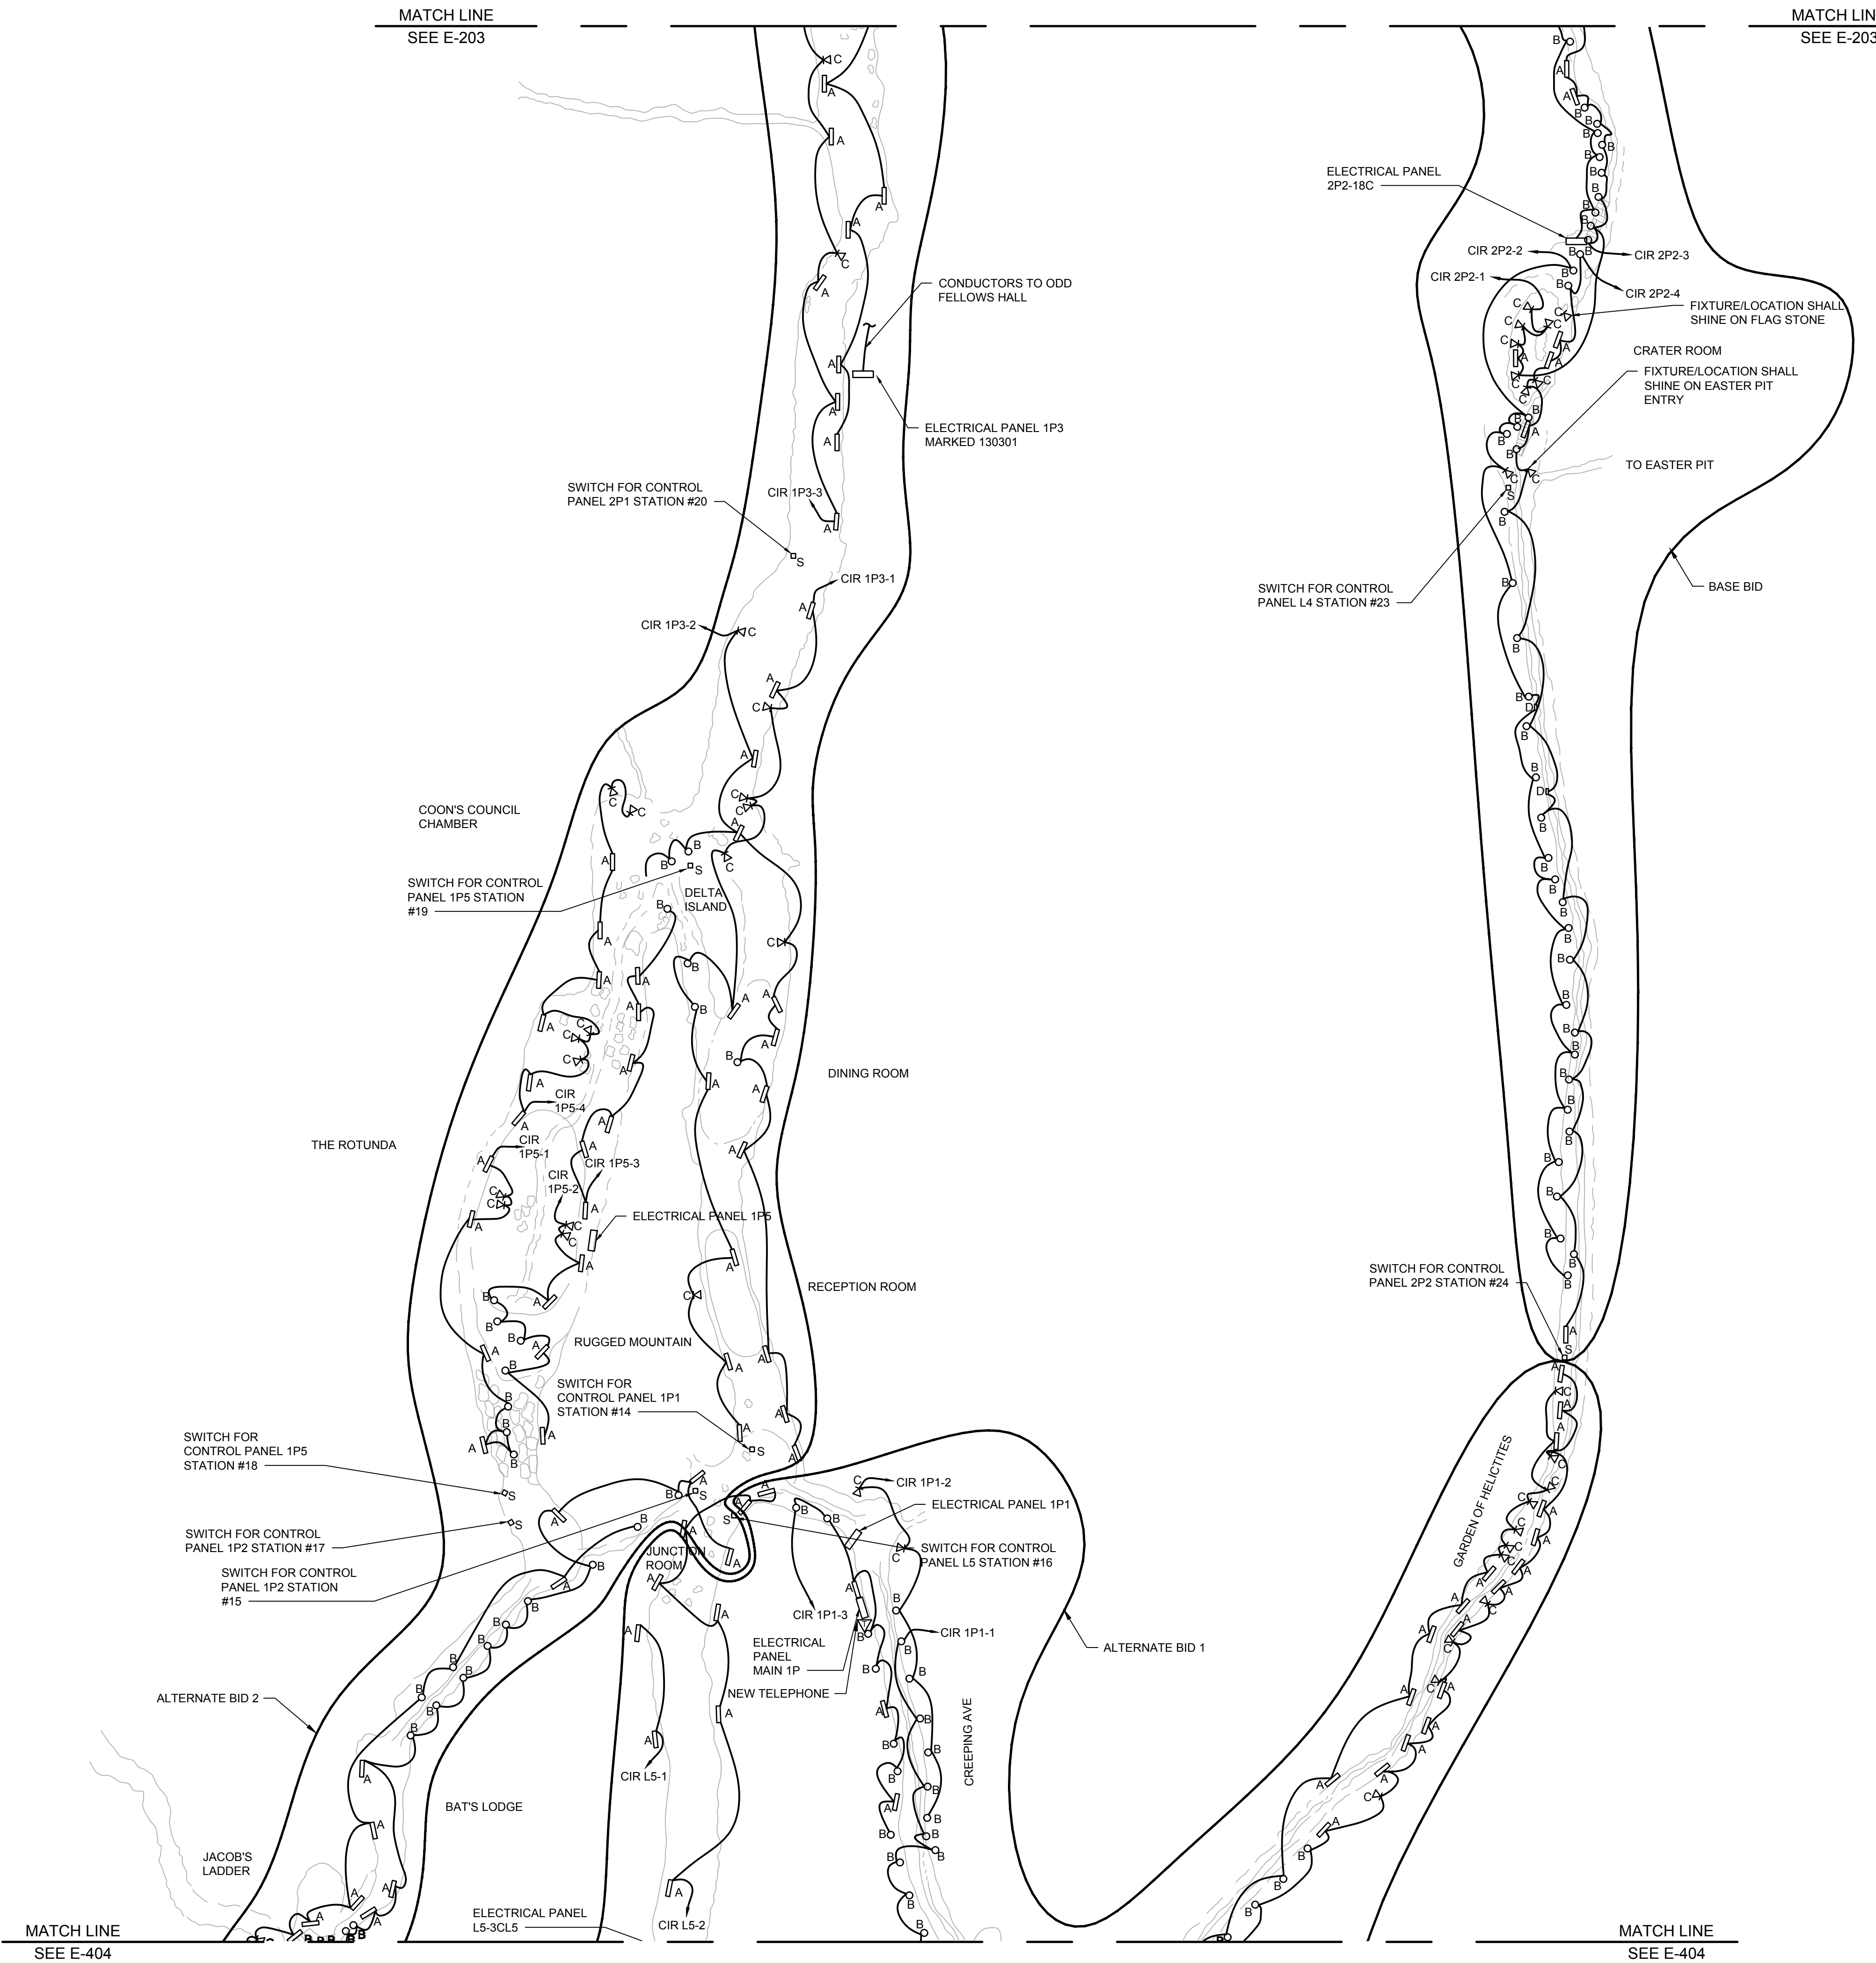 MATCH LINE
SEE E-203
MATCH LIN
SEE E-203
ELECTRICAL PANEL
2P2-18C
CIR 2P2-2
CIR 2P2-3
CIR 2P2-1
CIR 2P2-4
CONDUCTORS TO ODD
FELLOWS HALL
FIXTURE/LOCATION SHALL
SHINE ON FLAG STONE
CRATER ROOM
FIXTURE/LOCATION SHALL
SHINE ON EASTER PIT
ENTRY
ELECTRICAL PANEL 1P3
MARKED 130301
TO EASTER PIT
SWITCH FOR CONTROL
PANEL 2P1 STATION #20
CIR 1P3-3
S
S
CIR 1P3-1
SWITCH FOR CONTROL
PANEL L4 STATION #23
BASE BID
CIR 1P3-2
COON'S COUNCIL
CHAMBER
SWITCH FOR CONTROL
PANEL 1P5 STATION
#19
S
DELTA
ISLAND
DINING ROOM
CIR
1P5-4
THE ROTUNDA
CIR
1P5-1
CIR 1P5-3
CIR
1P5-2
ELECTRICAL PANEL 1P5
RECEPTION ROOM
SWITCH FOR CONTROL
PANEL 2P2 STATION #24
S
RUGGED MOUNTAIN
SWITCH FOR
CONTROL PANEL 1P1
STATION #14
S
SWITCH FOR
CONTROL PANEL 1P5
STATION #18
S
CIR 1P1-2
ELECTRICAL PANEL 1P1
GARDEN OF HELICTITES
SWITCH FOR CONTROL
PANEL 1P2 STATION #17
S
S
S
JUNCTION
ROOM
SWITCH FOR CONTROL
PANEL L5 STATION #16
SWITCH FOR CONTROL
PANEL 1P2 STATION
#15
CIR 1P1-3
CIR 1P1-1
ELECTRICAL
PANEL
MAIN 1P
ALTERNATE BID 1
NEW TELEPHONE
ALTERNATE BID 2
CREEPING AVE
CIR L5-1
BAT'S LODGE
JACOB'S
LADDER
ELECTRICAL PANEL
L5-3CL5
CIR L5-2
MATCH LINE
SEE E-404
MATCH LINE
SEE E-404